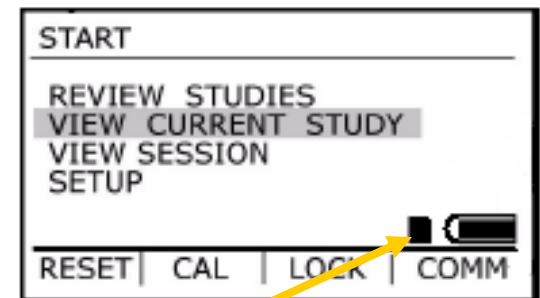 START
REVIEW STUDIES
VIEW CURRENT STUDY
VIEW SESSION
SETUP
RESET CAL LOCK COMM